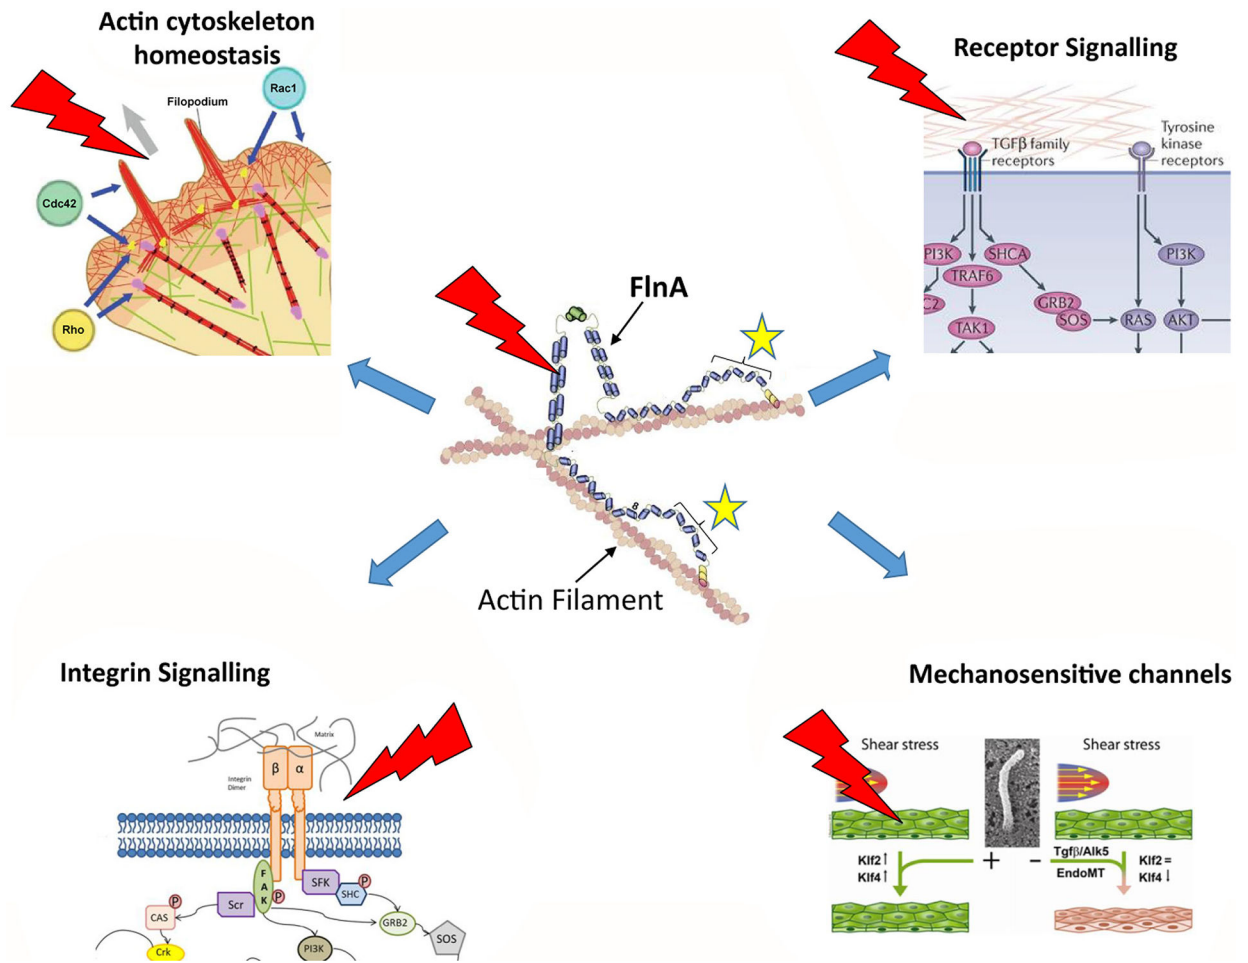 Actin cytoskeleton
homeostasis
Rac1
Filopodium
Cdc42
Rho
Receptor Signalling
TGFβ family
receptors
Tyrosine
kinase
receptors
PI3K
SHCA
PI3K
TRAF6
C2
GRB2
SOS
RAS
AKT
TAK1
FlnA
8
Actin Filament
Integrin Signalling
Matrix
β
α
Integrin
Dimer
F
A
K
P
SFK
P
SHC
Scr
P
CAS
GRB2
SOS
Crk
PI3K
Mechanosensitive channels
Shear stress
Shear stress
Klf2↑
Klf4↑
+
−
Tgfβ/Alk5
EndoMT
Klf2=
Klf4↓